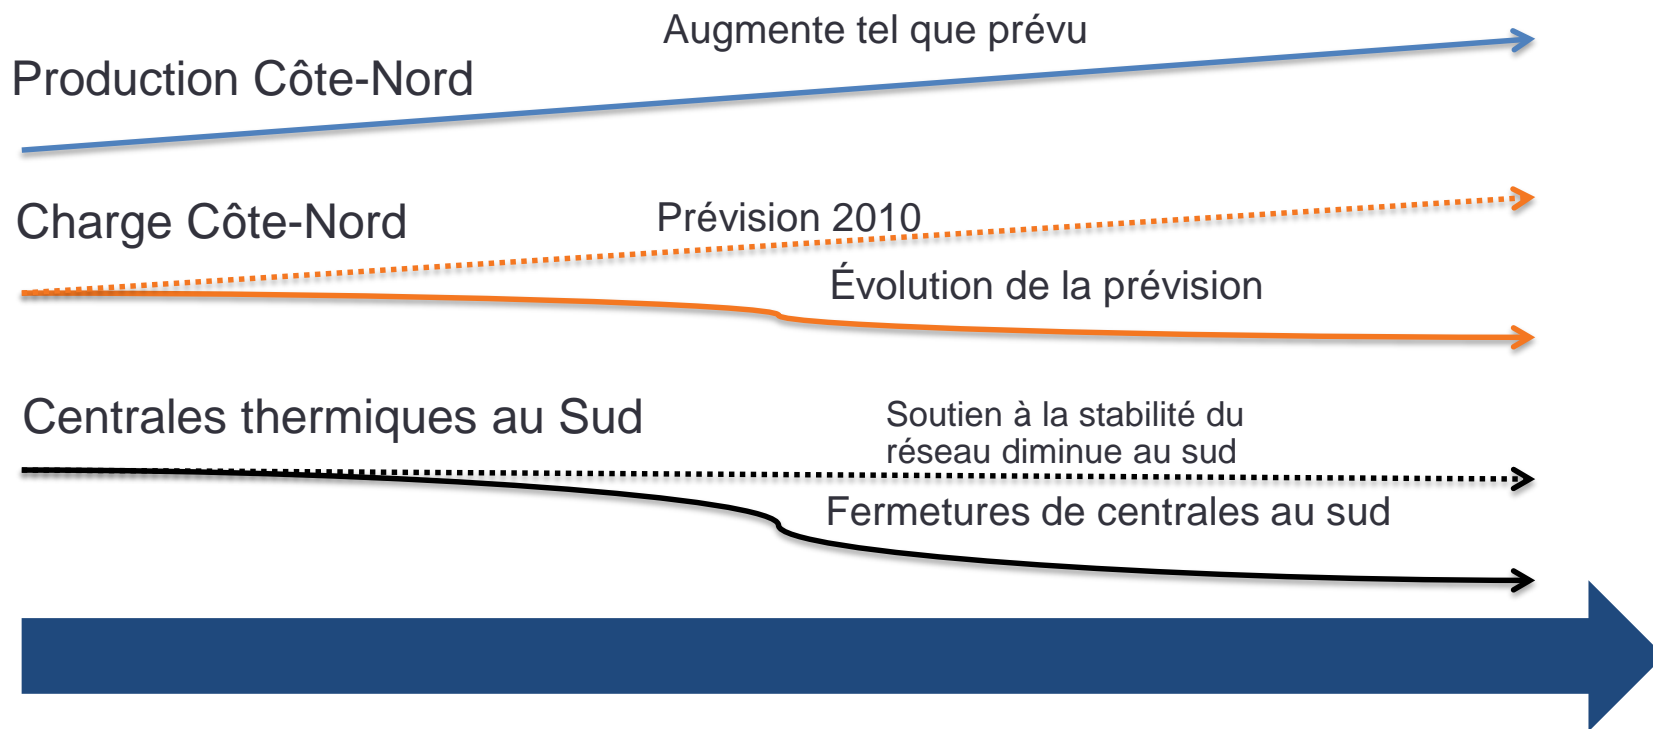 Augmente tel que prévu
Production Côte-Nord
Charge Côte-Nord
Prévision 2010
Évolution de la prévision
Centrales thermiques au Sud
Soutien à la stabilité du
réseau diminue au sud
Fermetures de centrales au sud